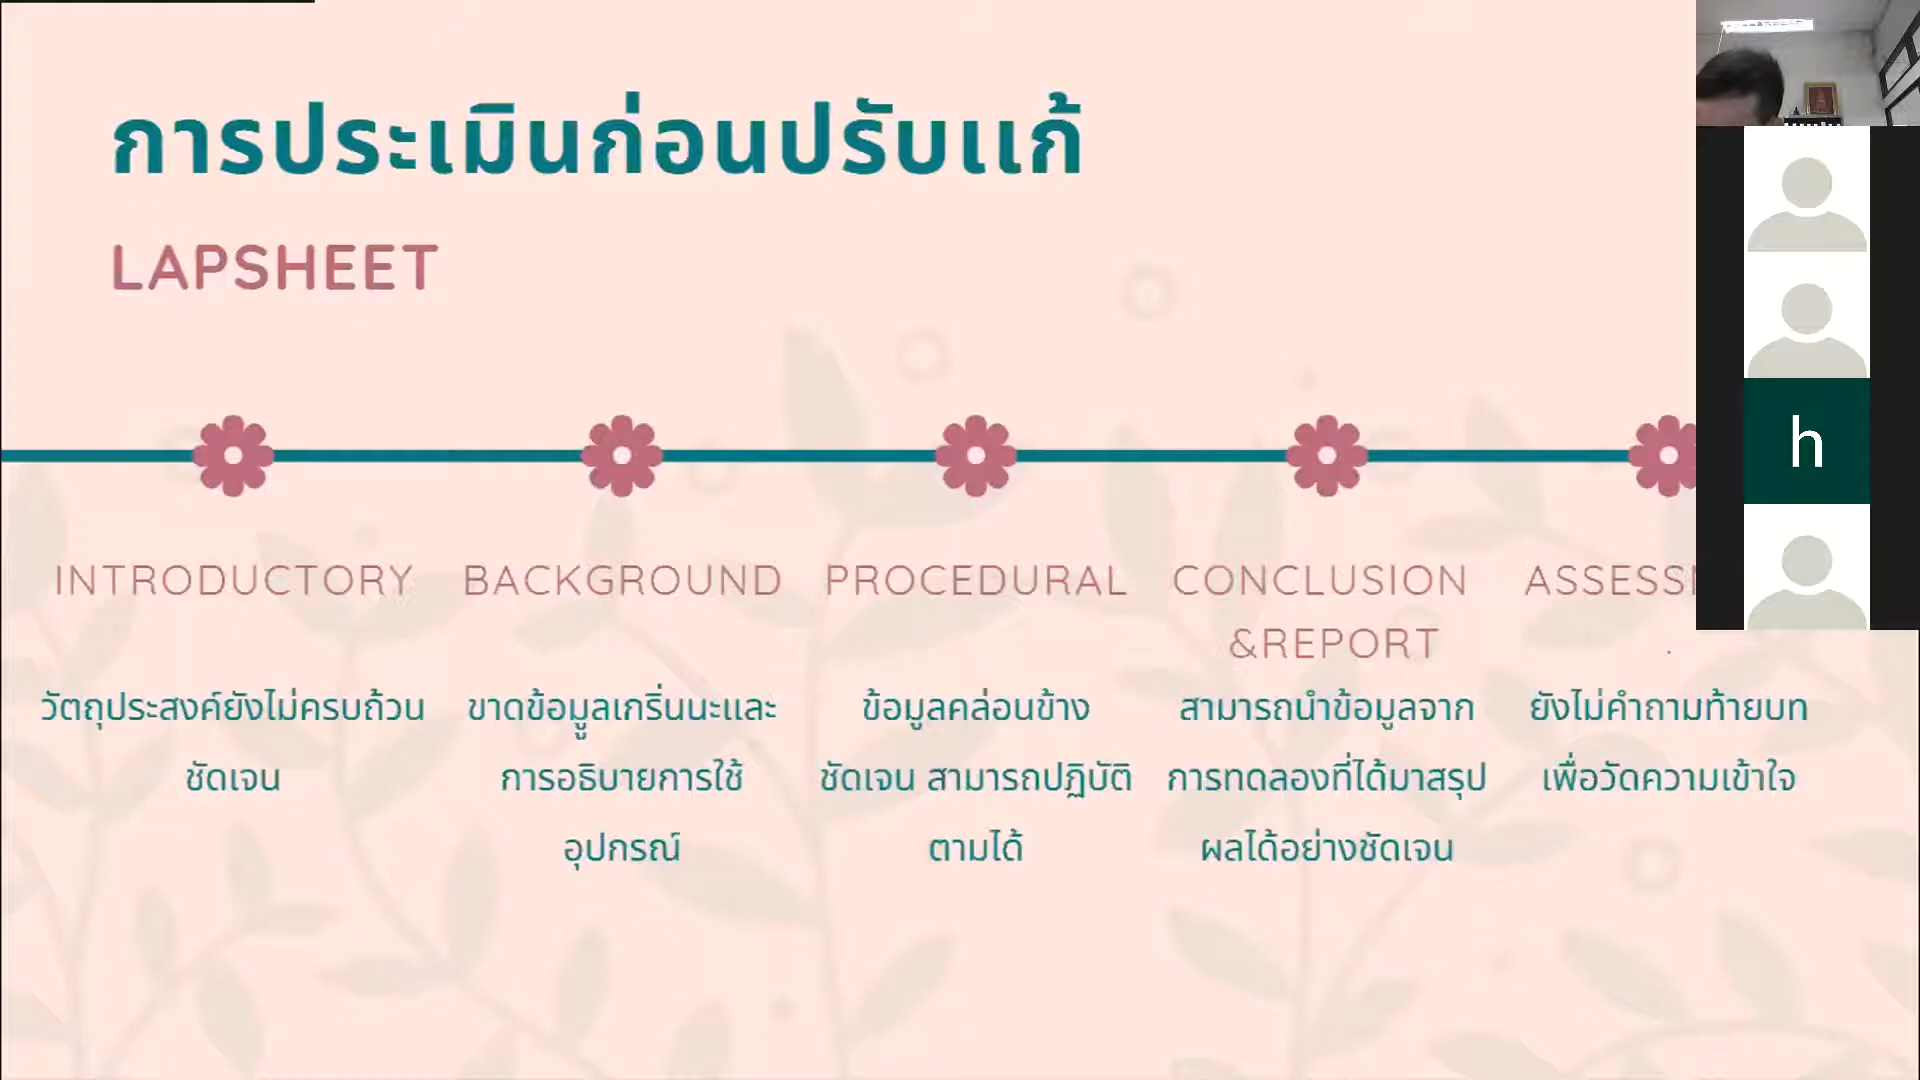 การประเมินก่อนปรับแก้
LAPSHEET
INTRODUCTORY
วัตถุประสงค์ยังไม่ครบถ้วน
ชัดเจน
BACKGROUND
ขาดข้อมูลเกริ่นนะและ
การอธิบายการใช้
อุปกรณ์
PROCEDURAL
ข้อมูลคล่อนข้าง
ชัดเจน สามารถปฏิบัติ
ตามได้
CONCLUSION
&REPORT
สามารถนำข้อมูลจาก
การทดลองที่ได้มาสรุป
ผลได้อย่างชัดเจน
ยังไม่คำถามท้ายบท
เพื่อวัดความเข้าใจ
h